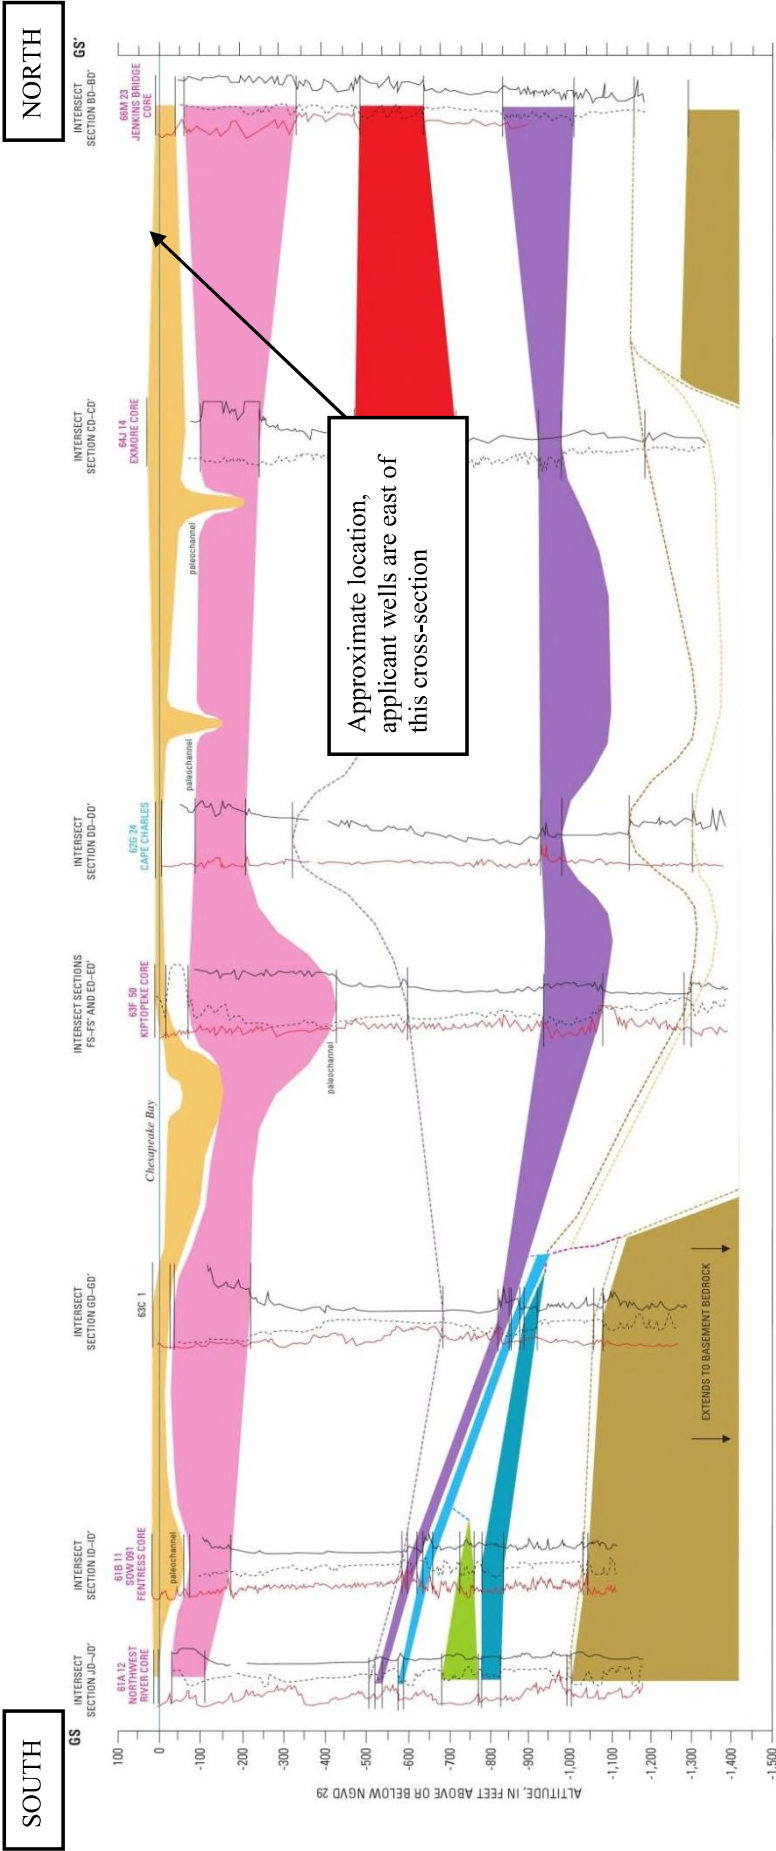 SOUTH
NORTH
GS
GS'
INTERSECT
SECTION JD–JD'
61A 12
NORTHWEST
RIVER CORE
INTERSECT
SECTION ID–ID'
61B 11
SOW 091
FENTRESS CORE
INTERSECT
SECTION GD–GD'
63C 1
INTERSECT SECTIONS
FS–FS' AND ED–ED'
63F 50
KIPTOPEKE CORE
INTERSECT
SECTION DD–DD'
62G 24
CAPE CHARLES
INTERSECT
SECTION CD–CD'
64J 14
EXMORE CORE
INTERSECT
SECTION BD–BD'
66M 23
JENKINS BRIDGE
CORE
Chesapeake Bay
paleochannel
paleochannel
paleochannel
paleochannel
Approximate location,
applicant wells are east of
this cross-section
EXTENDS TO BASEMENT BEDROCK
ALTITUDE, IN FEET ABOVE OR BELOW NGVD 29
100
0
-100
-200
-300
-400
-500
-600
-700
-800
-900
-1,000
-1,100
-1,200
-1,300
-1,400
-1,500